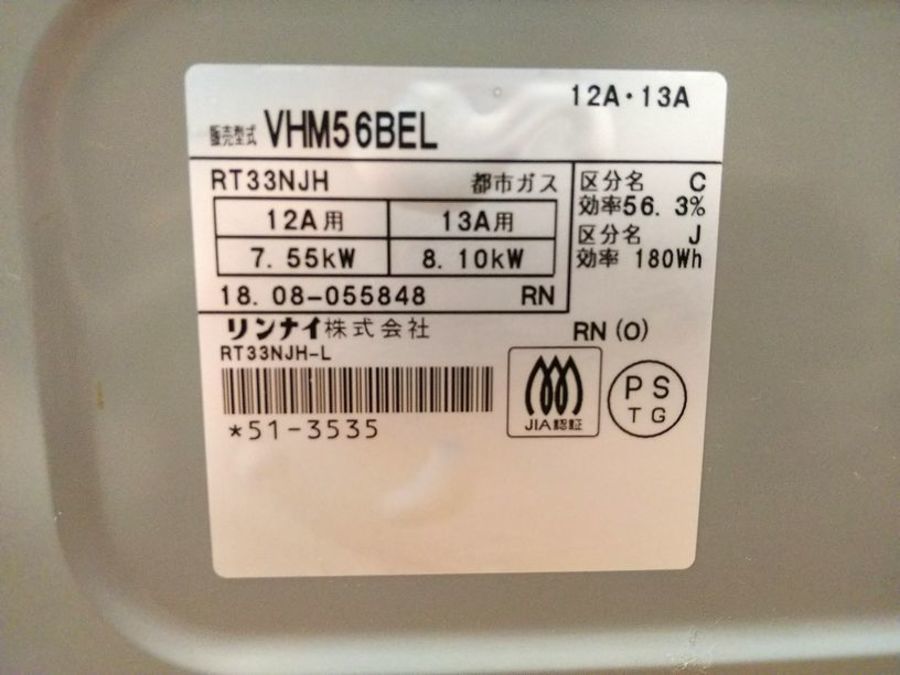 12A・13A
販売型式 VHM56BEL
RT33NJH 都市ガス
12A用 13A用
7.55kW 8.10kW
18.08-055848 RN
区分名 C
効率56.3%
区分名 J
効率 180Wh
リンナイ株式会社
RN(O)
RT33NJH-L
*51-3535
JIA認証
PS
TG